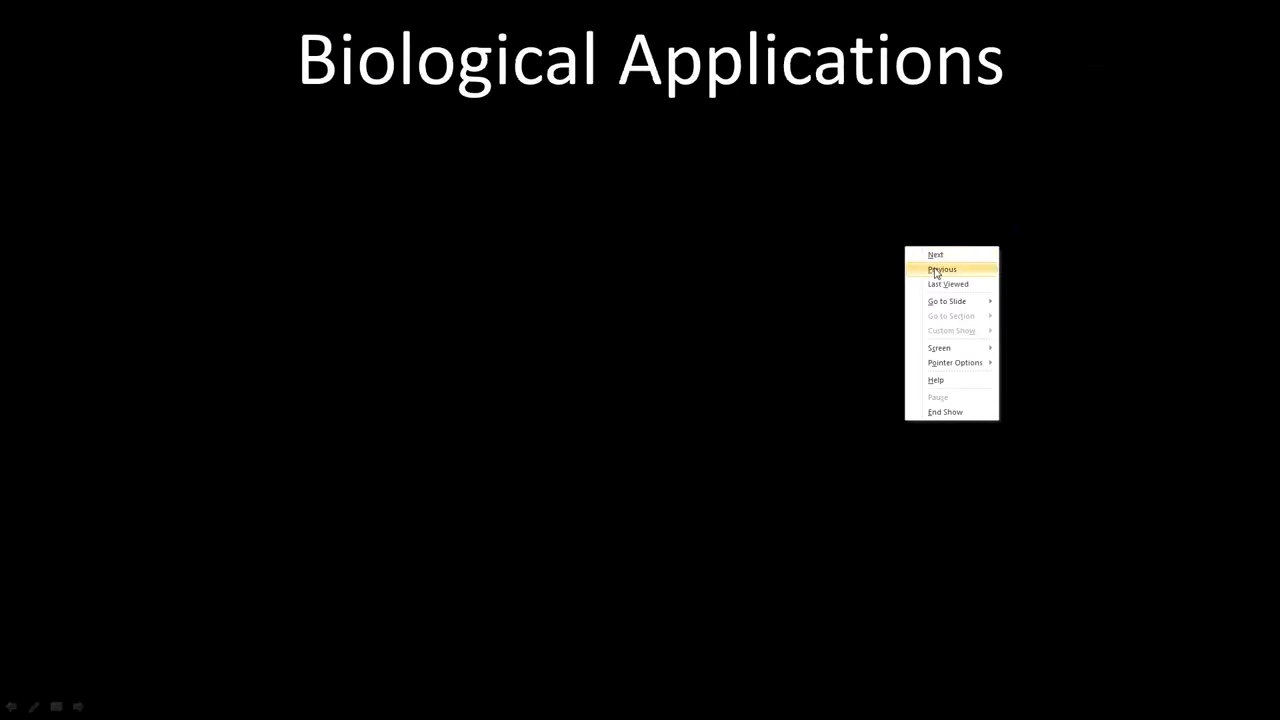 Biological Applications
Next
Previous
Last Viewed
Go to Slide
Go to Section
Custom Show
Screen
Pointer Options
Help
Pause
End Show